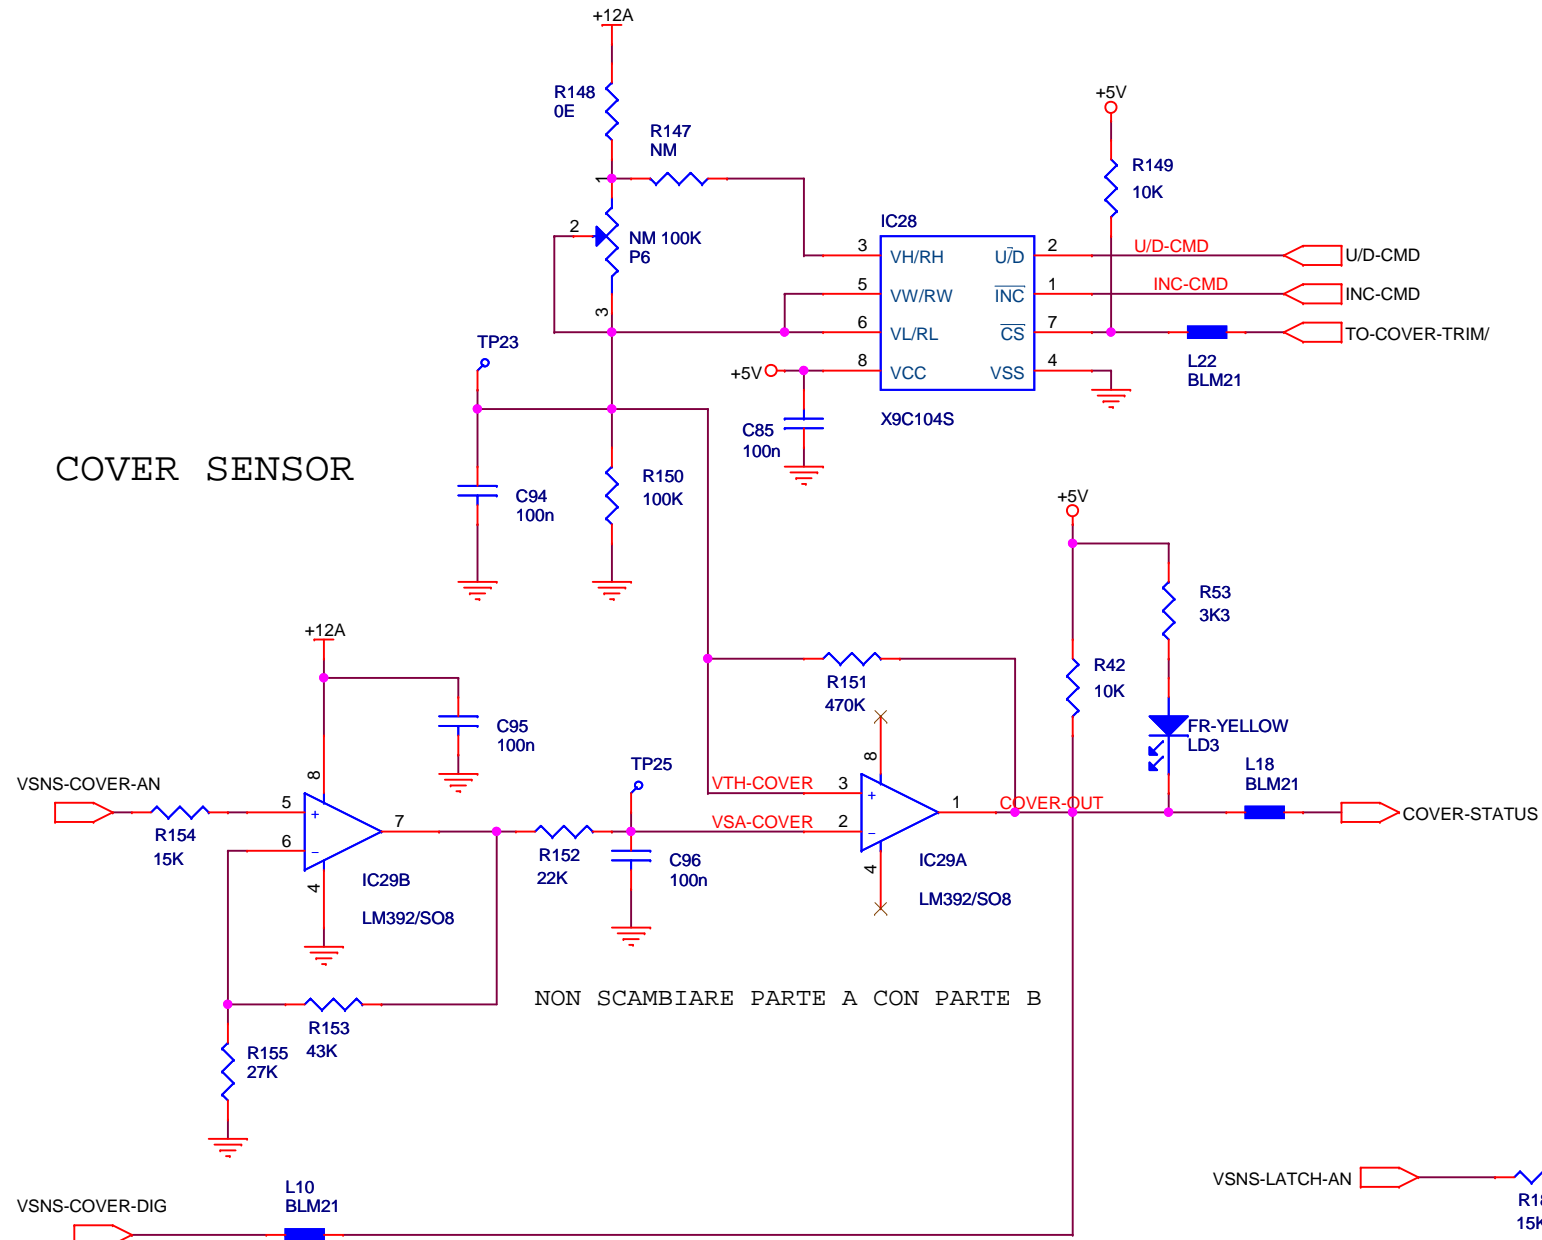 +12A
R148
0E
R147
NM
1
2
NM 100K
P6
3
+5V
R149
10K
IC28
3 VH/RH U/D 2
U/D-CMD
U/D-CMD
5 VW/RW INC 1
INC-CMD
INC-CMD
6 VL/RL CS 7
TO-COVER-TRIM/
L22
BLM21
+5V
8 VCC VSS 4
X9C104S
C85
100n
TP23
COVER SENSOR
C94
100n
R150
100K
+5V
R53
3K3
R42
10K
FR-YELLOW
LD3
L18
BLM21
+12A
C95
100n
R151
470K
VSNS-COVER-AN
R154
15K
8
5
+
6
−
7
4
IC29B
LM392/SO8
R152
22K
TP25
C96
100n
VTH-COVER
VSA-COVER
8
3
+
2
−
1
4
COVER-OUT
COVER-STATUS
IC29A
LM392/SO8
NON SCAMBIARE PARTE A CON PARTE B
R153
43K
R155
27K
VSNS-COVER-DIG
L10
BLM21
VSNS-LATCH-AN
15K